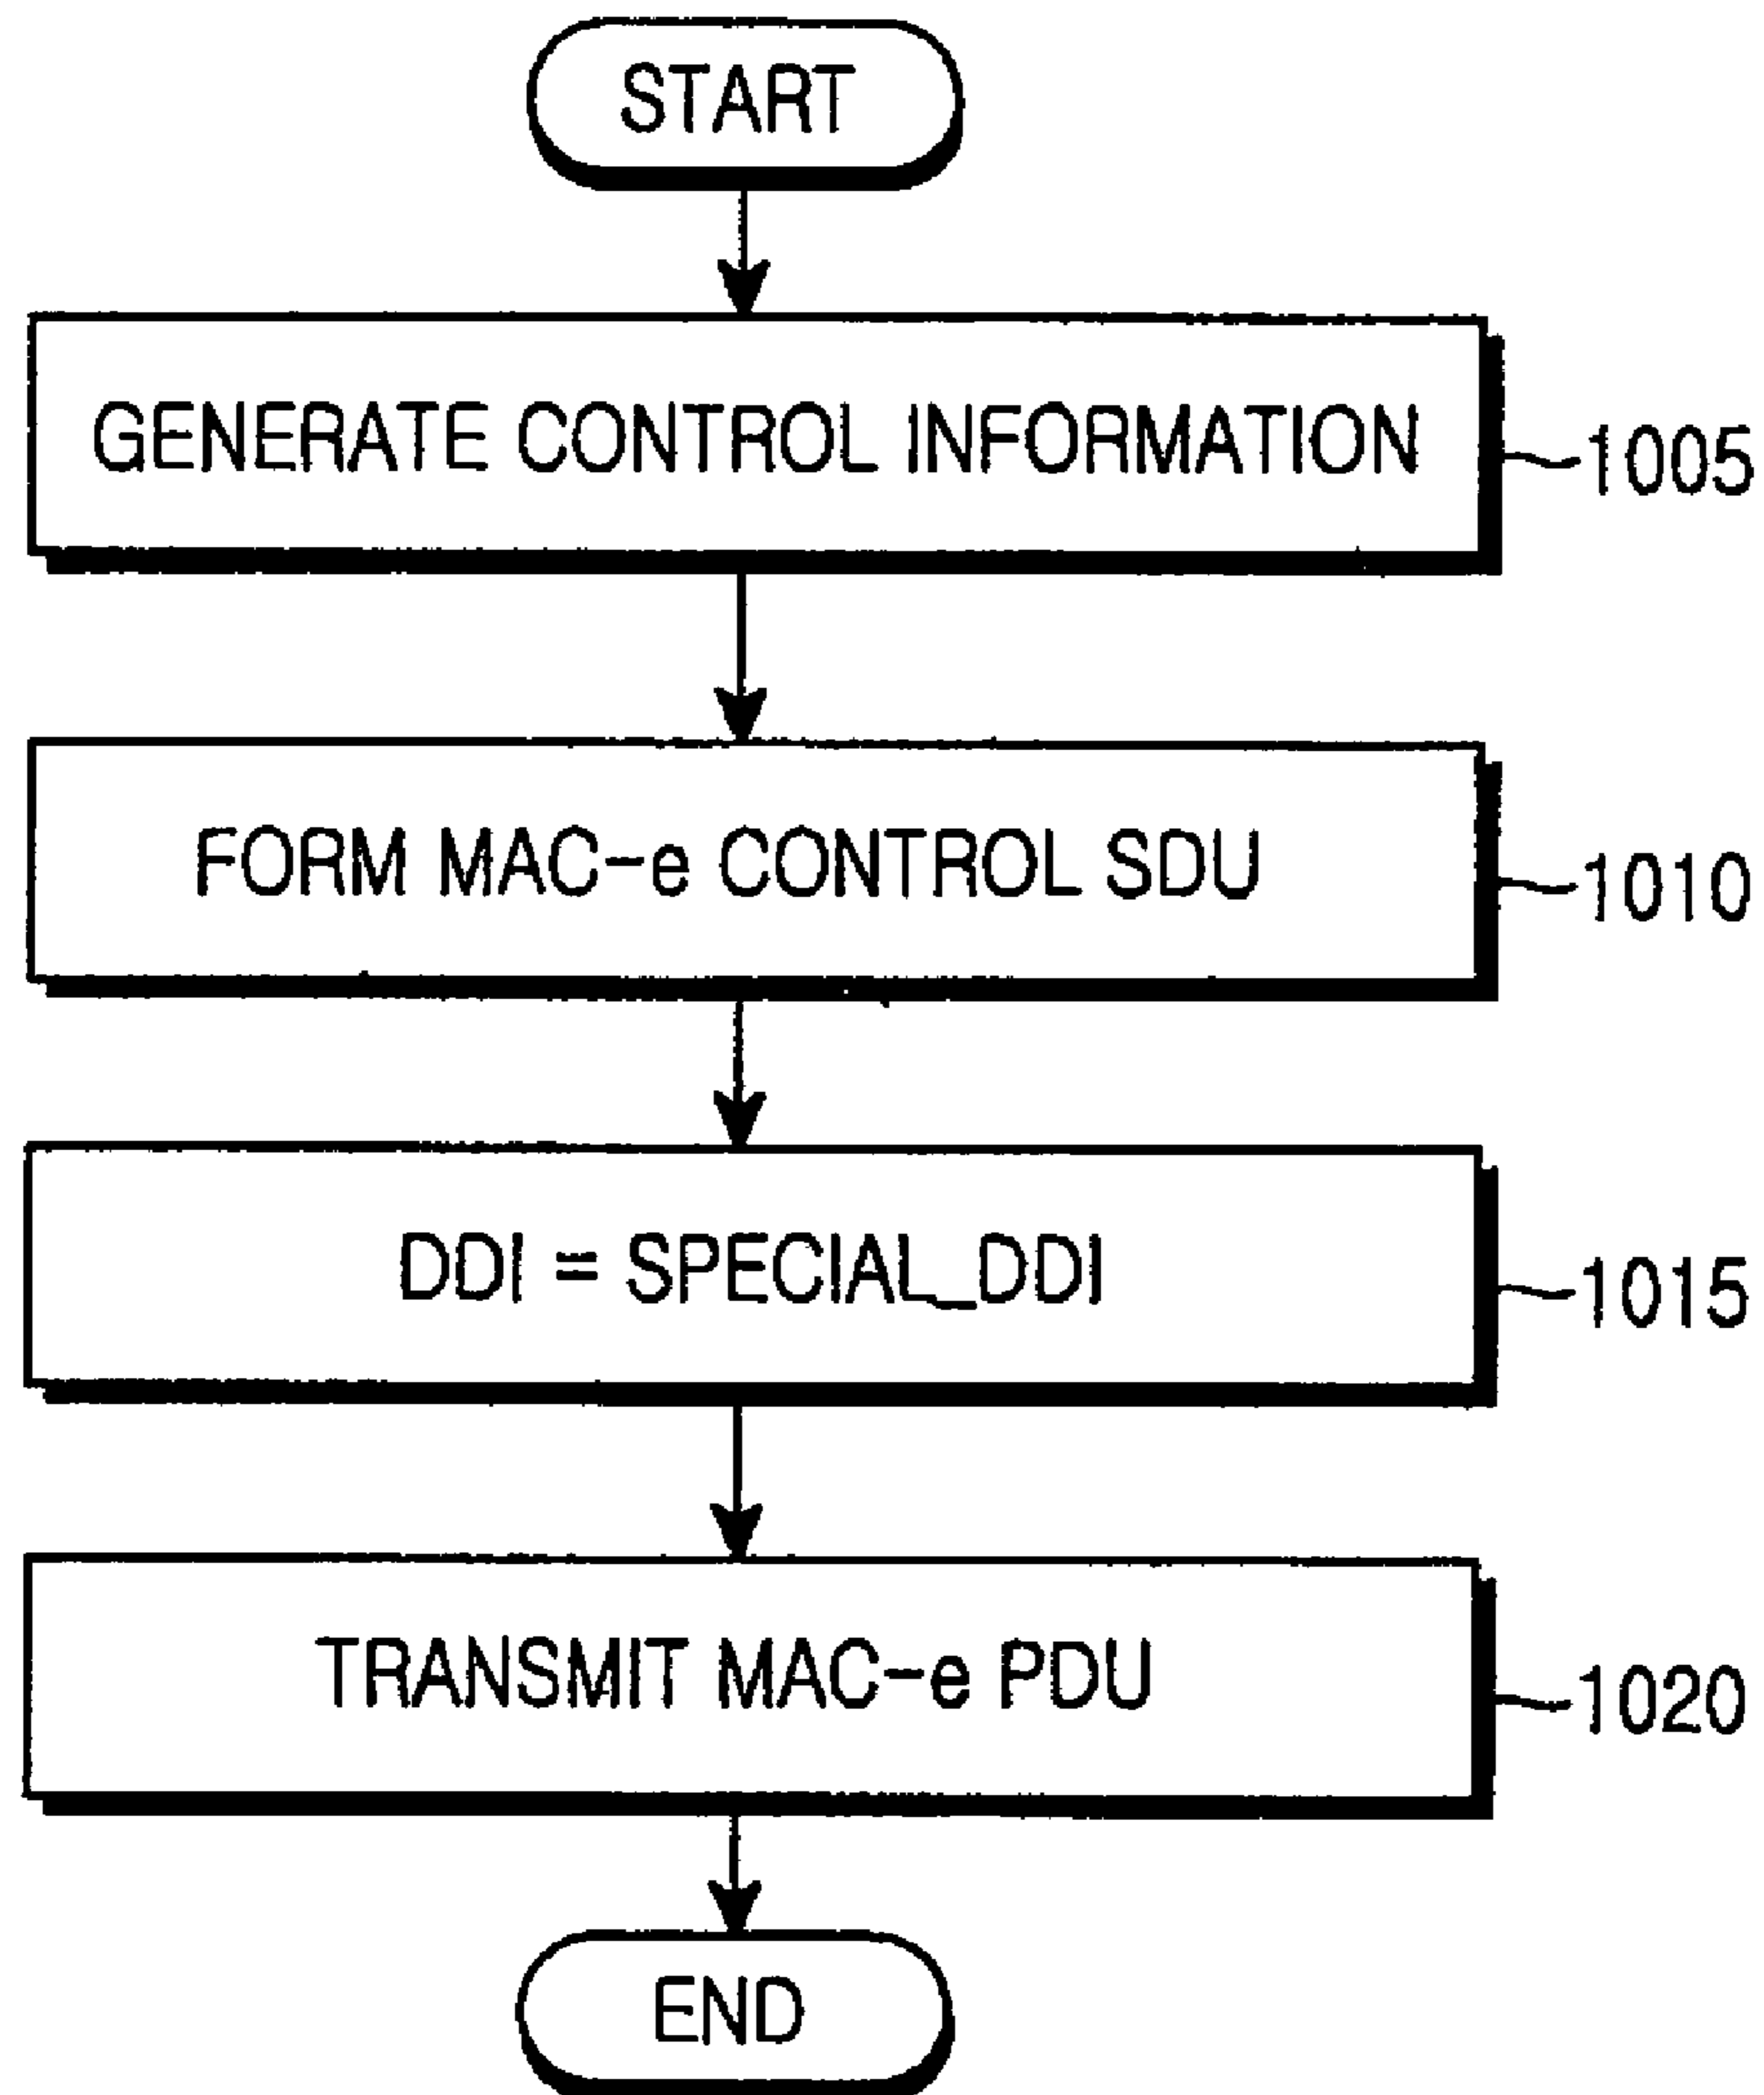 START
GENERATE CONTROL INFORMATION
1005
FORM MAC-e CONTROL SDU
1010
DDI = SPECIAL_DDI
1015
TRANSMIT MAC-e PDU
1020
END